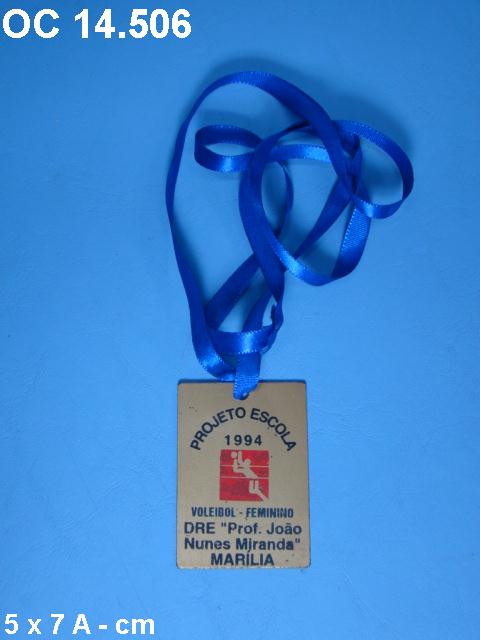 OC 14.506
PROJETO ESCOLA
1994
VOLEIBOL - FEMININO
DRE "Prof. João
Nunes Miranda"
MARÍLIA
5 x 7 A - cm